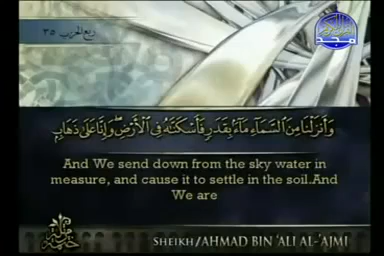 ربع الحزب ٣٥
المجد
وَأَنزَلْنَا مِنَ السَّمَاءِ مَاءً بِقَدَرٍ فَأَسْكَنَّاهُ فِي الْأَرْضِ وَإِنَّا عَلَىٰ ذَهَابٍ
And We send down from the sky water in
measure, and cause it to settle in the soil.And
We are
SHEIKH/AHMAD BIN 'ALI AL-'AJMI